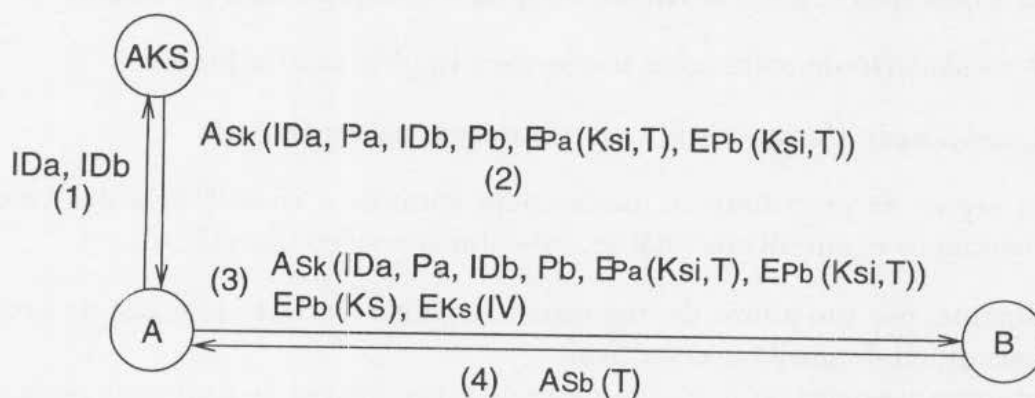 AKS
ASk (IDa, Pa, IDb, Pb, EPa(Ksi,T), EPb (Ksi,T))
IDa, IDb
(2)
(1)
(3) ASk (IDa, Pa, IDb, Pb, EPa(Ksi,T), EPb (Ksi,T))
EPb (KS), EKs(IV)
A
B
(4) ASb (T)